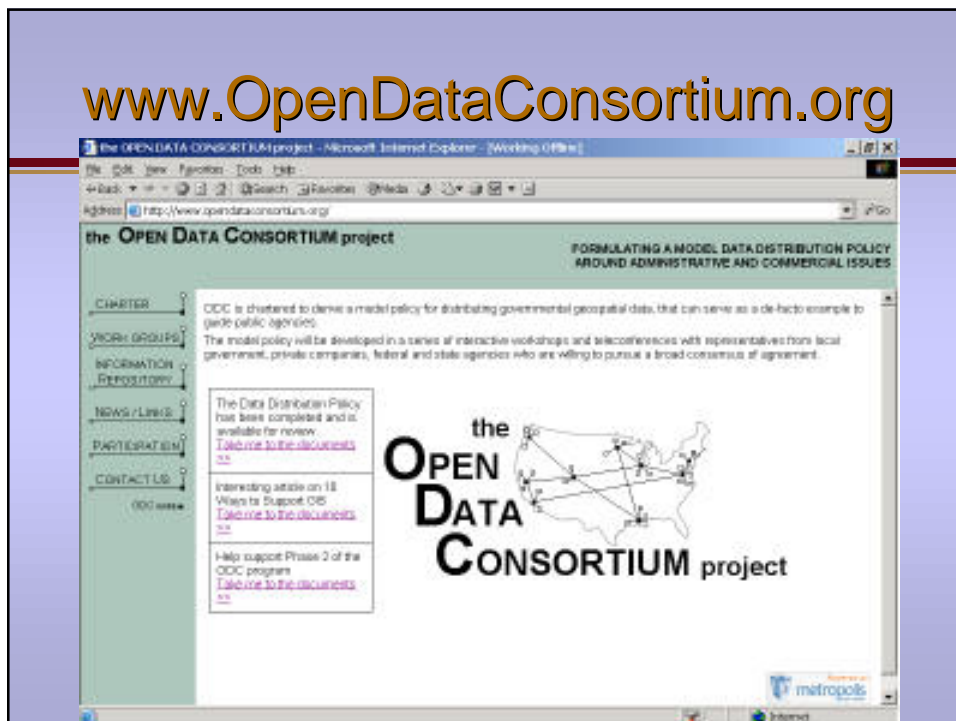 www.OpenDataConsortium.org
the OPEN DATA CONSORTIUM project - Microsoft Internet Explorer - [Working Offline]
File Edit View Favorites Tools Help
Back Search Favorites Media
Address http://www.opendataconsortium.org/ Go
the OPEN DATA CONSORTIUM project
FORMULATING A MODEL DATA DISTRIBUTION POLICY
AROUND ADMINISTRATIVE AND COMMERCIAL ISSUES
CHARTER
WORK GROUPS
INFORMATION
REPOSITORY
NEWS / LINKS
PARTICIPATION
CONTACT US
ODC
ODC is chartered to derive a model policy for distributing governmental geospatial data, that can serve as a de-facto example to
guide public agencies.
The model policy will be developed in a series of interactive workshops and teleconferences with representatives from local
government, private companies, federal and state agencies who are willing to pursue a broad consensus of agreement.
The Data Distribution Policy
has been completed and is
available for review
Take me to the documents
>>
Interesting article on 10
Ways to Support GIS
Take me to the documents
>>
Help support Phase 2 of the
ODC program
Take me to the documents
>>
the
OPEN
DATA
CONSORTIUM project
metropolis
Internet